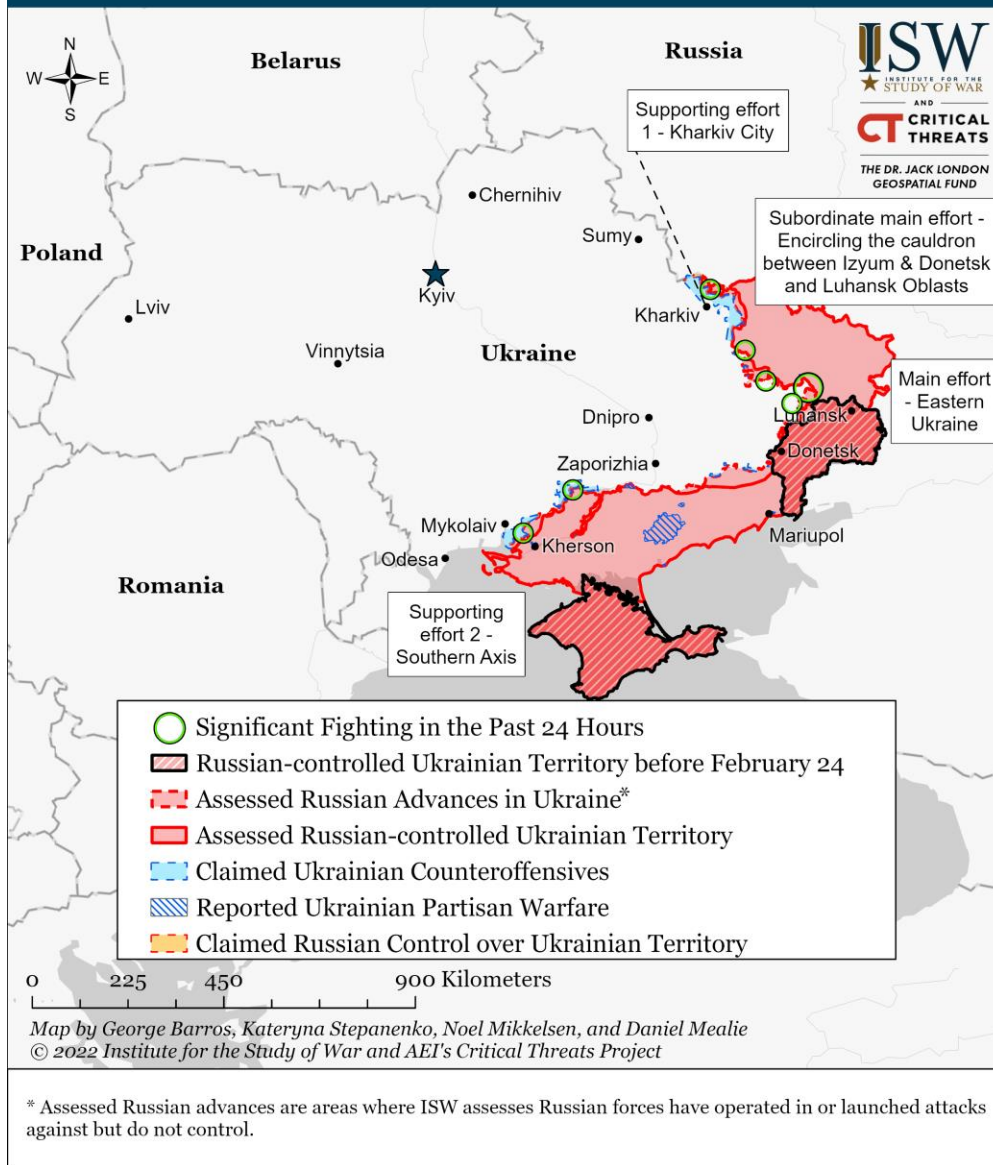 N
W
E
S
Belarus
Russia
ISW
INSTITUTE FOR THE
STUDY OF WAR
AND
CT CRITICAL
THREATS
THE DR. JACK LONDON
GEOSPATIAL FUND
Supporting effort
1 - Kharkiv City
Chernihiv
Subordinate main effort -
Encircling the cauldron
between Izyum & Donetsk
and Luhansk Oblasts
Sumy
Poland
Kyiv
Lviv
Kharkiv
Vinnytsia
Ukraine
Main effort
- Eastern
Ukraine
Dnipro
Luhansk
Donetsk
Zaporizhia
Mykolaiv
Mariupol
Kherson
Odesa
Romania
Supporting
effort 2 -
Southern Axis
Significant Fighting in the Past 24 Hours
Russian-controlled Ukrainian Territory before February 24
Assessed Russian Advances in Ukraine*
Assessed Russian-controlled Ukrainian Territory
Claimed Ukrainian Counteroffensives
Reported Ukrainian Partisan Warfare
Claimed Russian Control over Ukrainian Territory
0 225 450 900 Kilometers
Map by George Barros, Kateryna Stepanenko, Noel Mikkelsen, and Daniel Mealie
© 2022 Institute for the Study of War and AEI's Critical Threats Project
* Assessed Russian advances are areas where ISW assesses Russian forces have operated in or launched attacks
against but do not control.